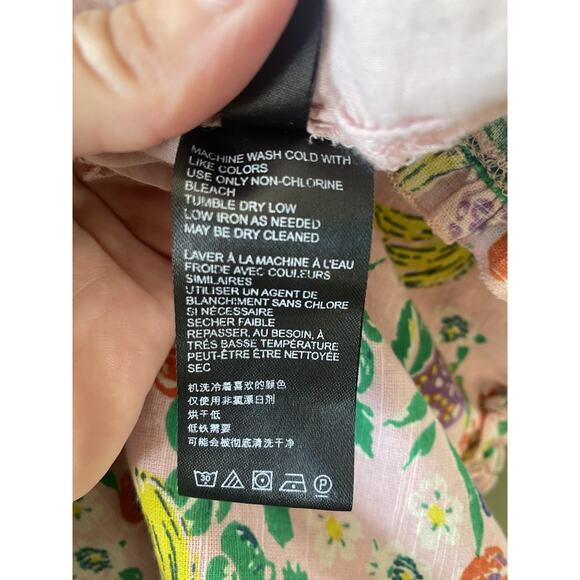 MACHINE WASH COLD WITH
LIKE COLORS
USE ONLY NON-CHLORINE
BLEACH
TUMBLE DRY LOW
LOW IRON AS NEEDED
MAY BE DRY CLEANED
LAVER À LA MACHINE À L'EAU
FROIDE AVEC COULEURS
SIMILAIRES
UTILISER UN AGENT DE
BLANCHIMENT SANS CHLORE
SI NÉCESSAIRE
SECHER FAIBLE
REPASSER, AU BESOIN, À
TRÈS BASSE TEMPÉRATURE
PEUT-ÊTRE ÊTRE NETTOYÉE
SEC
机洗冷着喜欢的颜色
仅使用非氯漂白剂
烘干低
低铁需要
可能会被彻底清洗干净
30 P